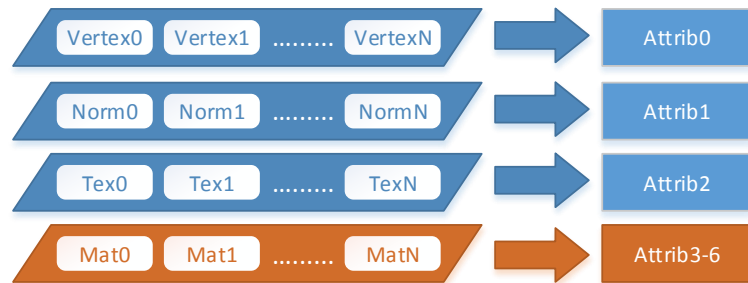 Vertex0 Vertex1 ......... VertexN Attrib0
Norm0 Norm1 ......... NormN Attrib1
Tex0 Tex1 ......... TexN Attrib2
Mat0 Mat1 ......... MatN Attrib3-6